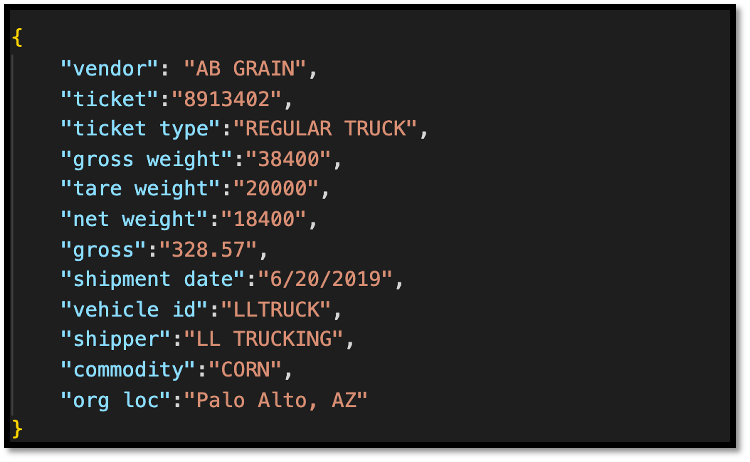 {
"vendor": "AB GRAIN",
"ticket":"8913402",
"ticket type":"REGULAR TRUCK",
"gross weight":"38400",
"tare weight":"20000",
"net weight":"18400",
"gross":"328.57",
"shipment date":"6/20/2019",
"vehicle id":"LLTRUCK",
"shipper":"LL TRUCKING",
"commodity":"CORN",
"org loc":"Palo Alto, AZ"
}